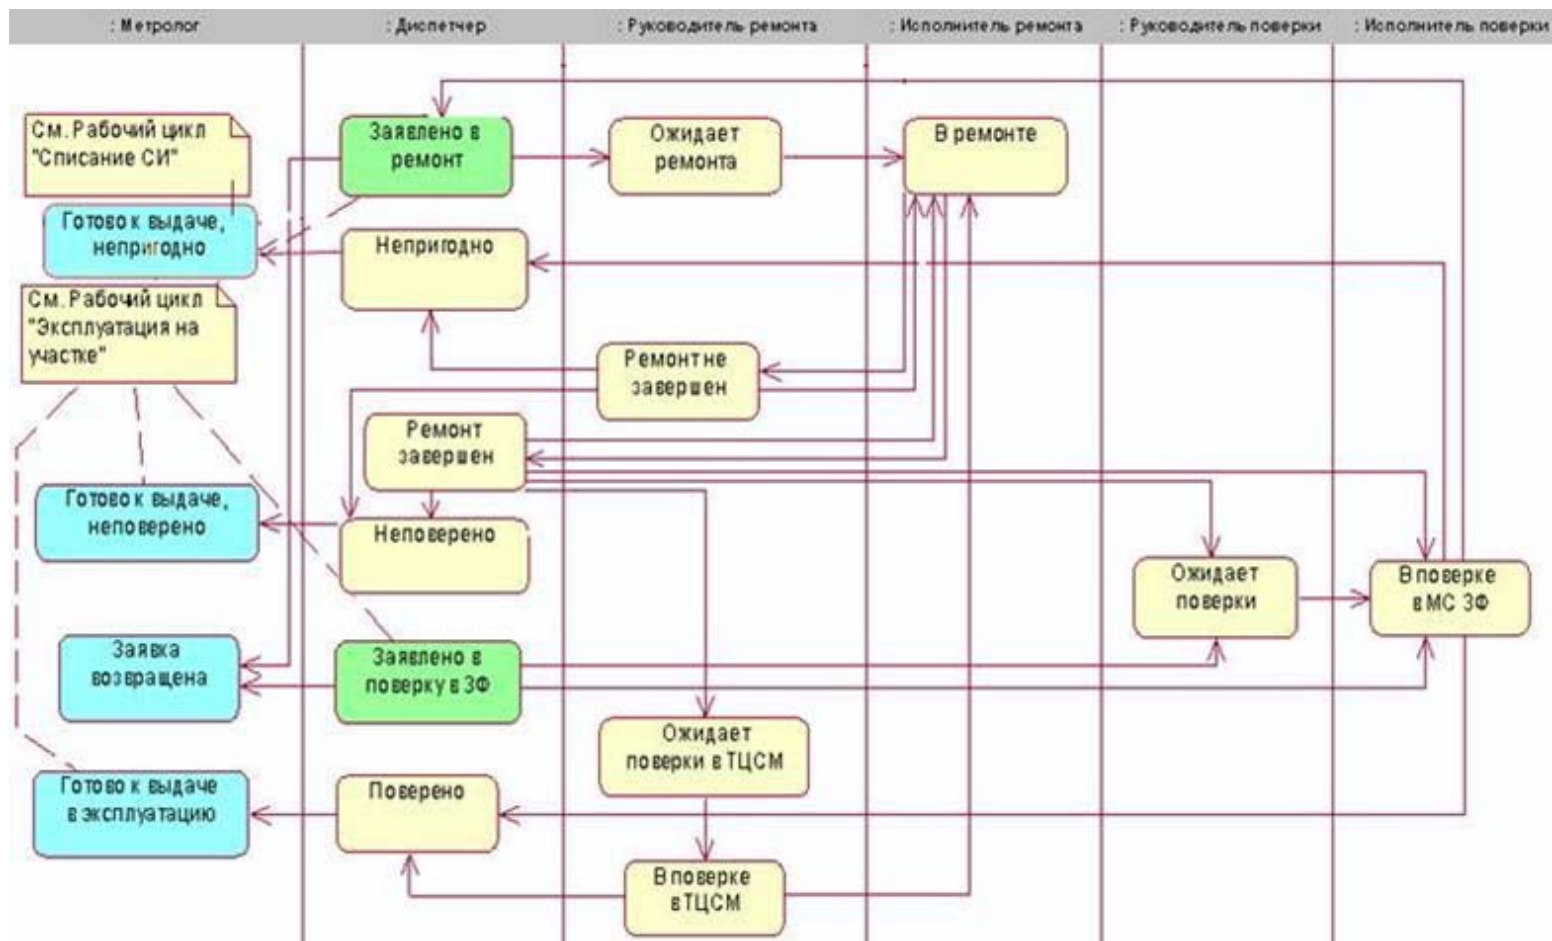 : Метролог
: Диспетчер
: Руководитель ремонта
: Исполнитель ремонта
: Руководитель поверки
: Исполнитель поверки
См. Рабочий цикл
"Списание СИ"
Заявлено в
ремонт
Ожидает
ремонта
В ремонте
Готово к выдаче,
непригодно
Непригодно
См. Рабочий цикл
"Эксплуатация на
участке"
Ремонт не
завершен
Ремонт
завершен
Готово к выдаче,
неповерено
Неповерено
Ожидает
поверки
В поверке
в МС ЗФ
Заявка
возвращена
Заявлено в
поверку в ЗФ
Ожидает
поверки в ТЦСМ
Готово к выдаче
в эксплуатацию
Поверено
В поверке
в ТЦСМ